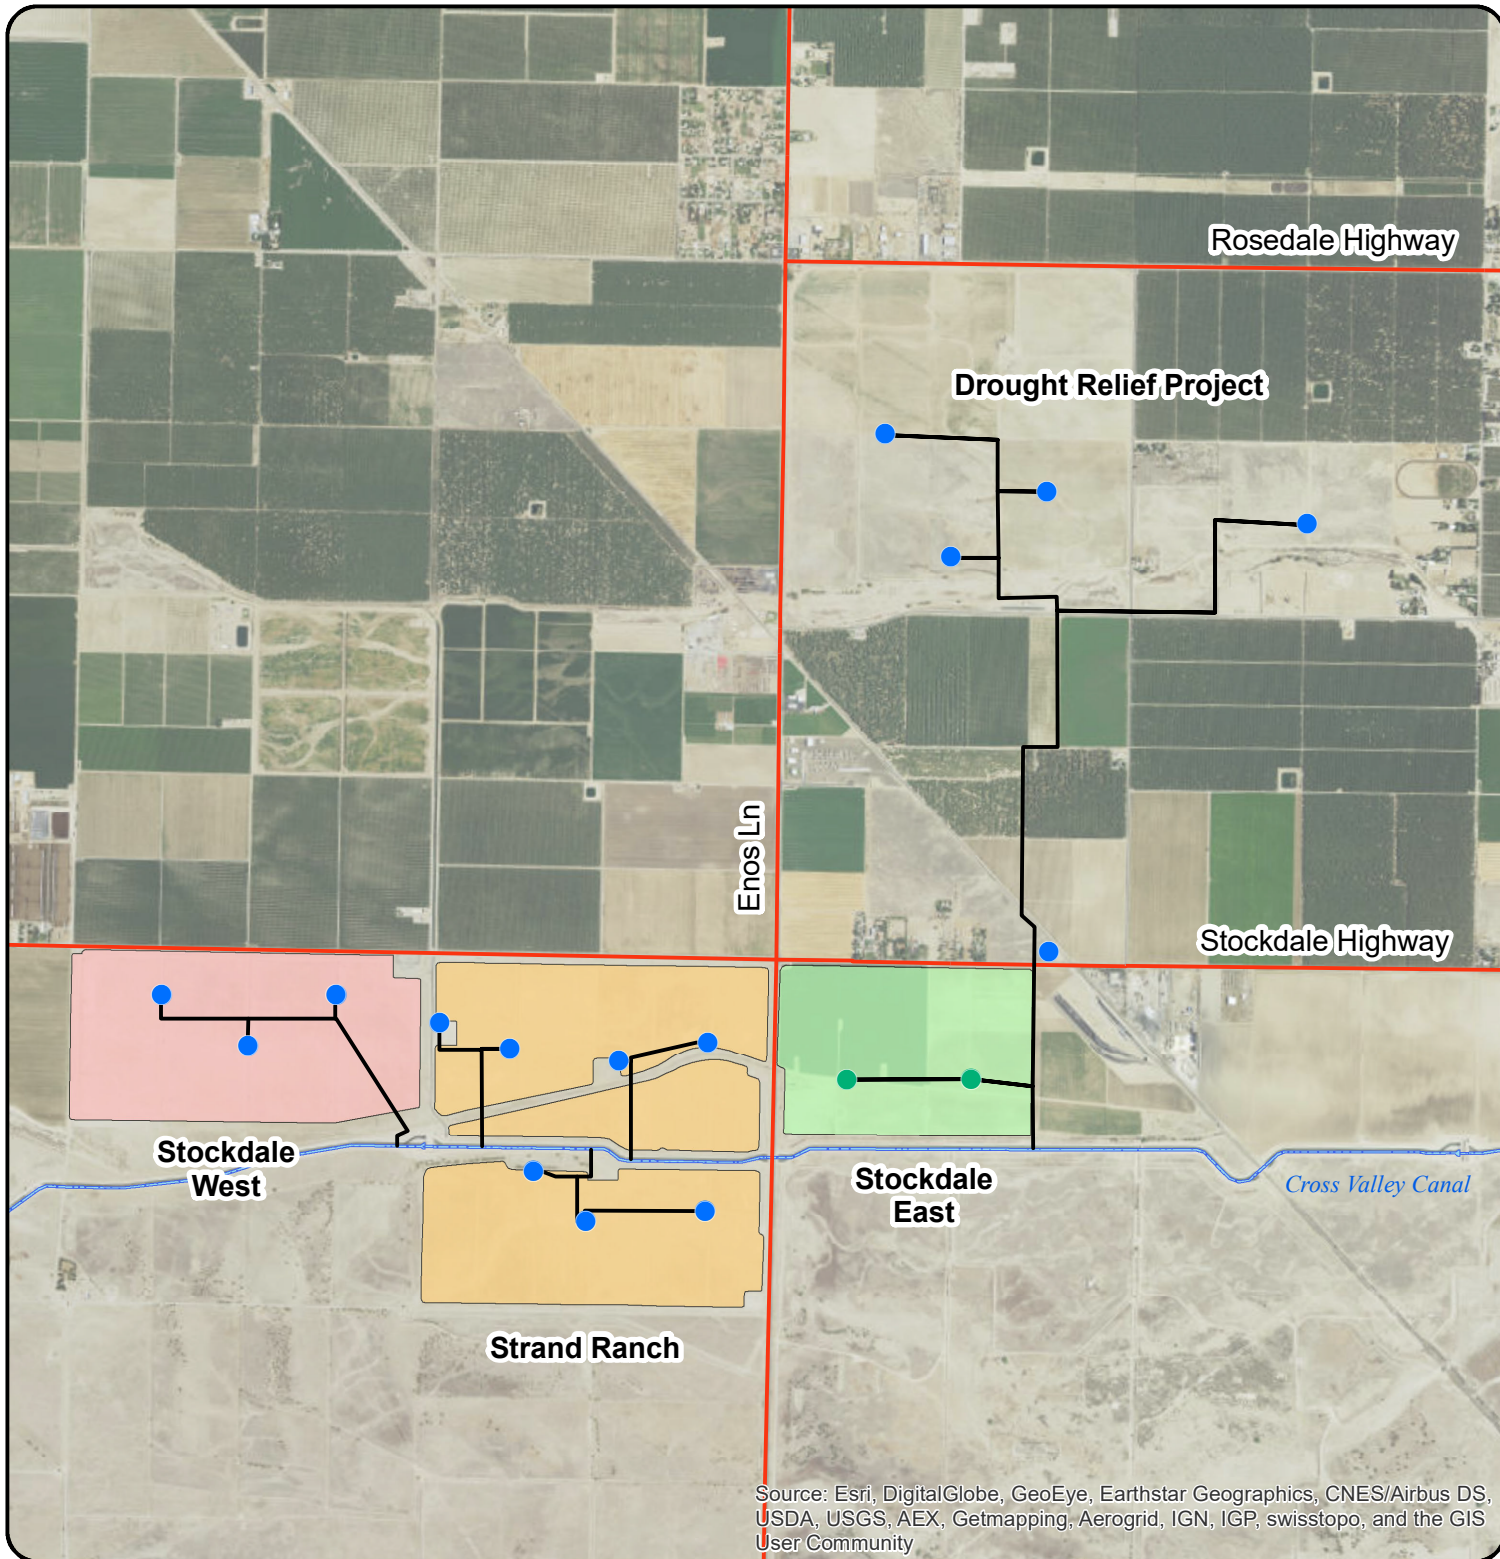 Rosedale Highway
Drought Relief Project
Enos Ln
Stockdale Highway
Stockdale
West
Stockdale
East
Cross Valley Canal
Strand Ranch
Source: Esri, DigitalGlobe, GeoEye, Earthstar Geographics, CNES/Airbus DS,
USDA, USGS, AEX, Getmapping, Aerogrid, IGN, IGP, swisstopo, and the GIS
User Community